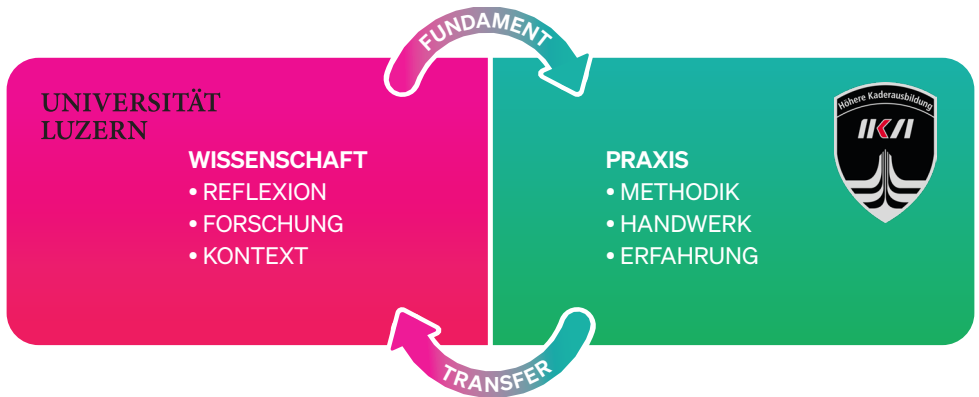 FUNDAMENT
UNIVERSITÄT
LUZERN
WISSENSCHAFT
• REFLEXION
• FORSCHUNG
• KONTEXT
PRAXIS
• METHODIK
• HANDWERK
• ERFAHRUNG
Höhere Kaderausbildung
HKA
TRANSFER